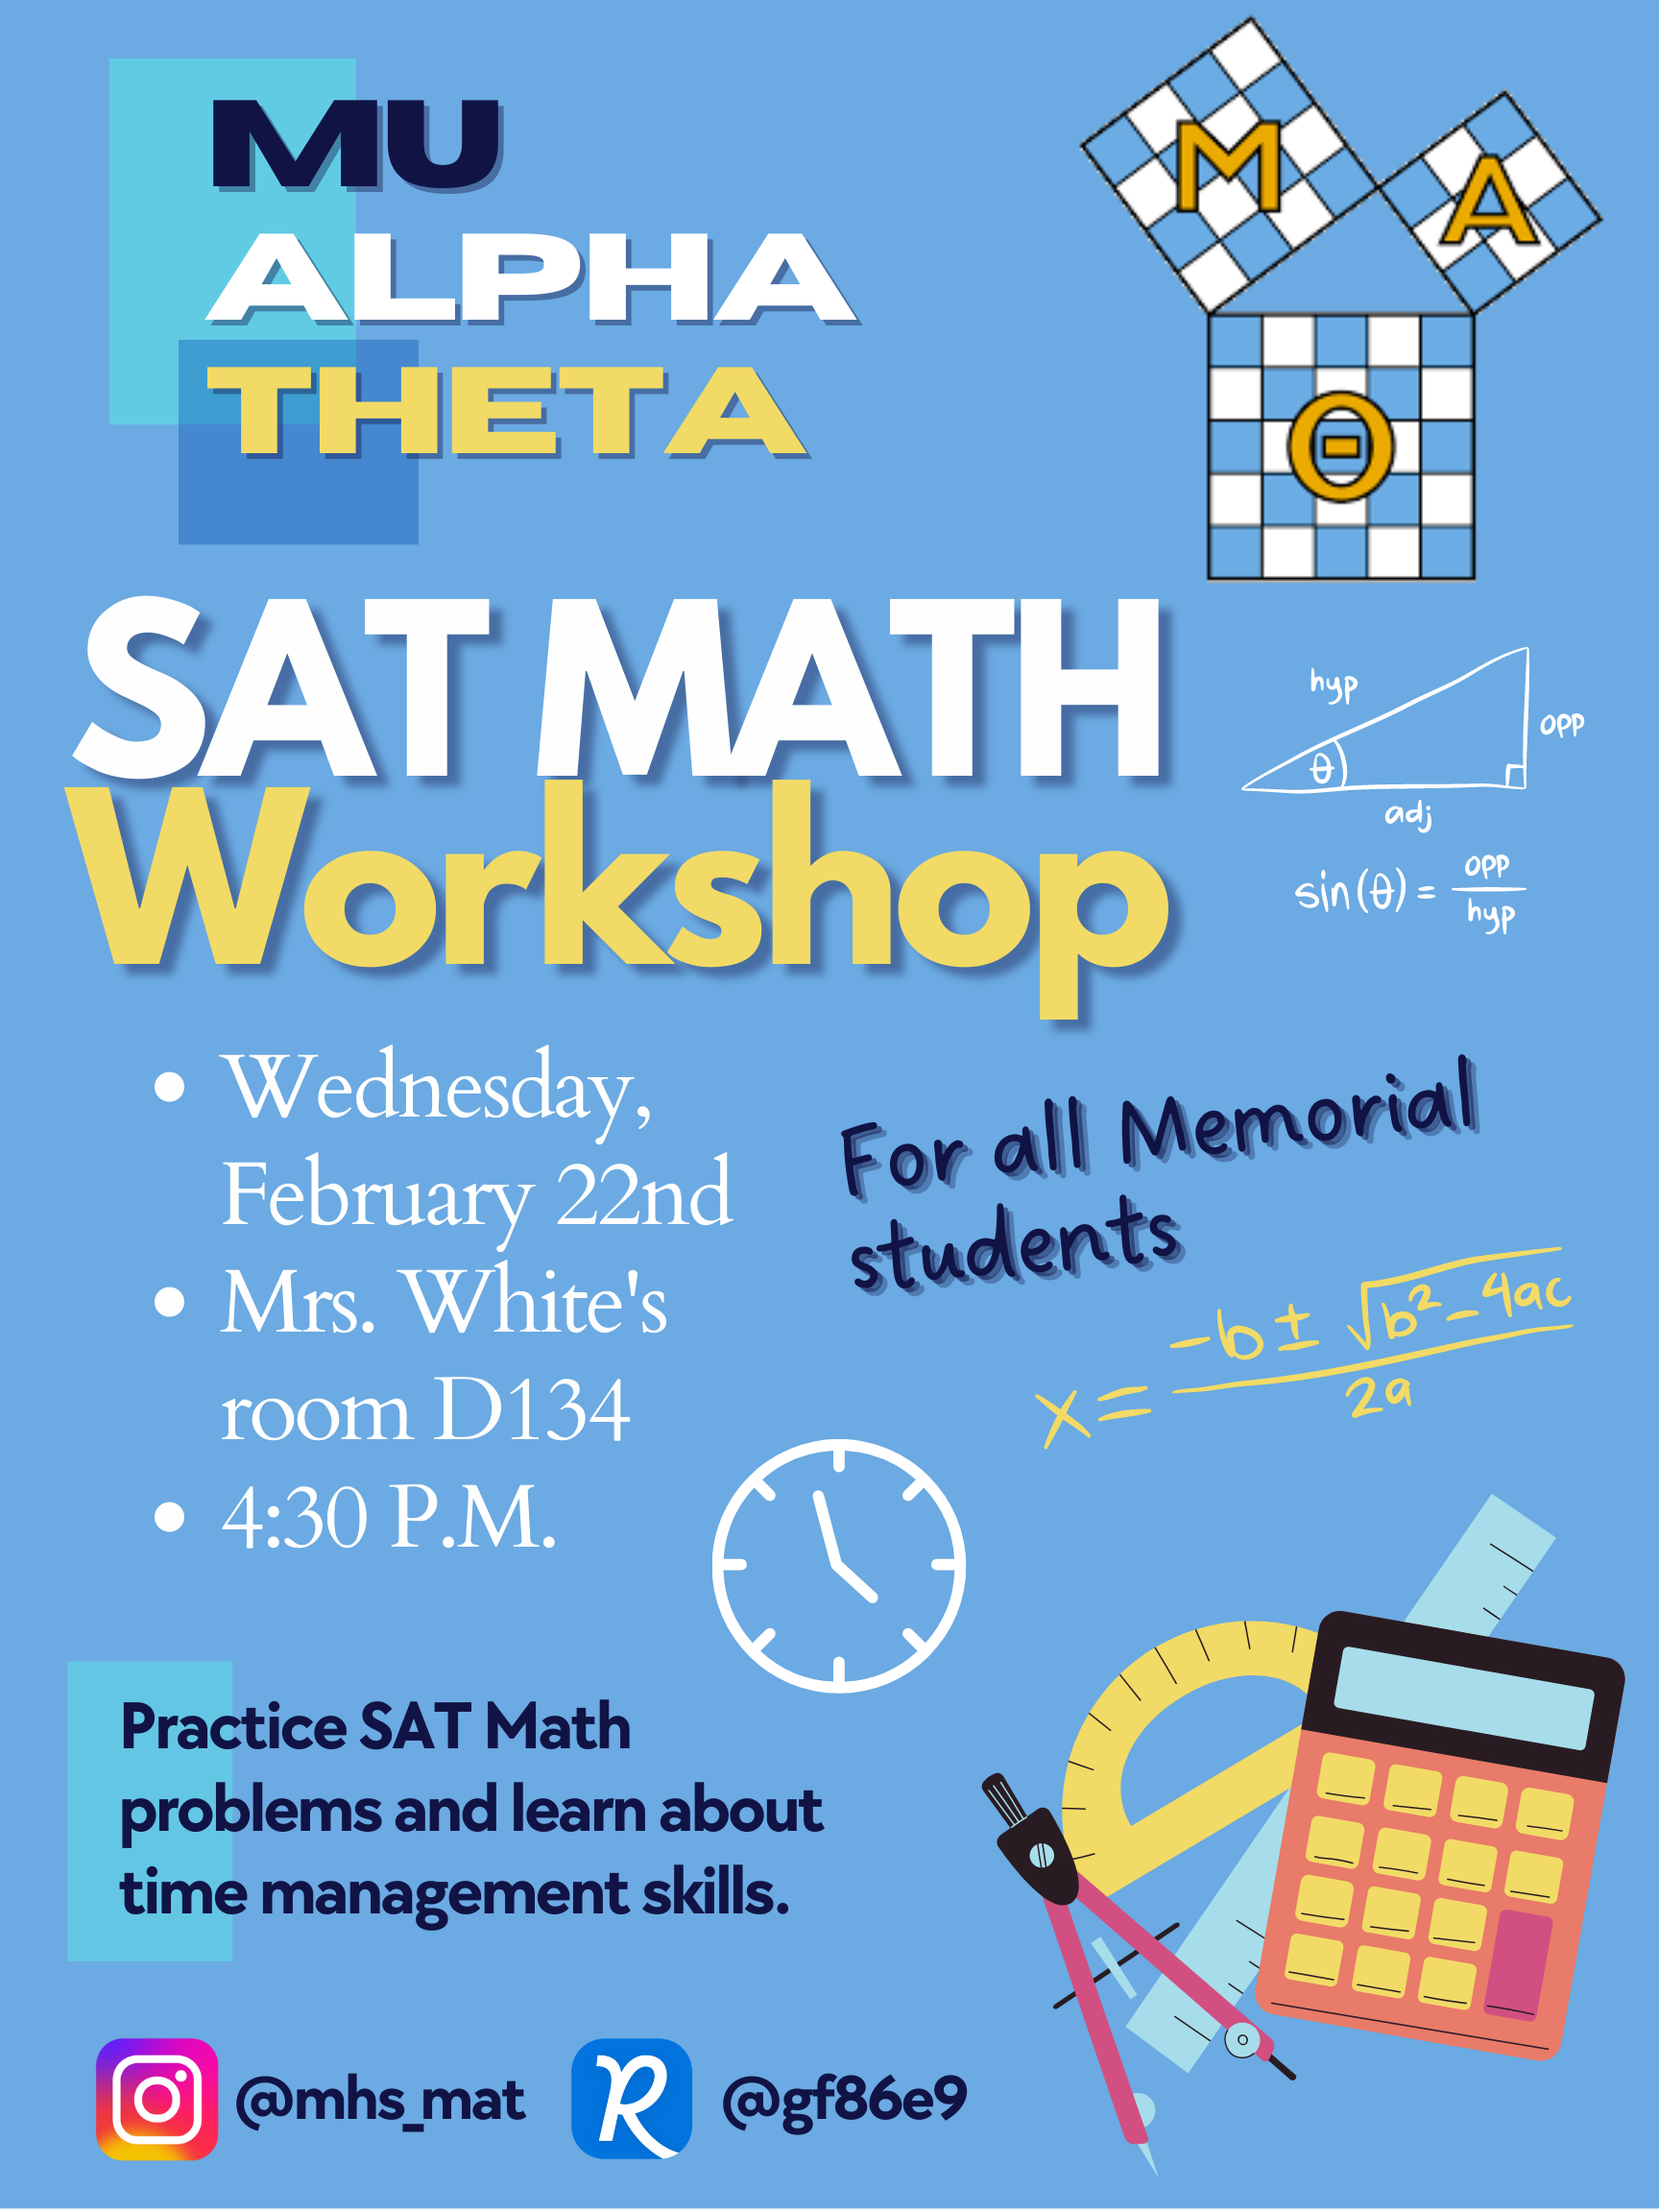 MU
ALPHA
THETA
M
A
Θ
SAT MATH
Workshop
hyp
opp
θ
adj
sin(θ) = opp/hyp
• Wednesday,
February 22nd
• Mrs. White's
room D134
• 4:30 P.M.
For all Memorial
students
x = -b ± √b² - 4ac / 2a
Practice SAT Math
problems and learn about
time management skills.
@mhs_mat
R
@gf86e9